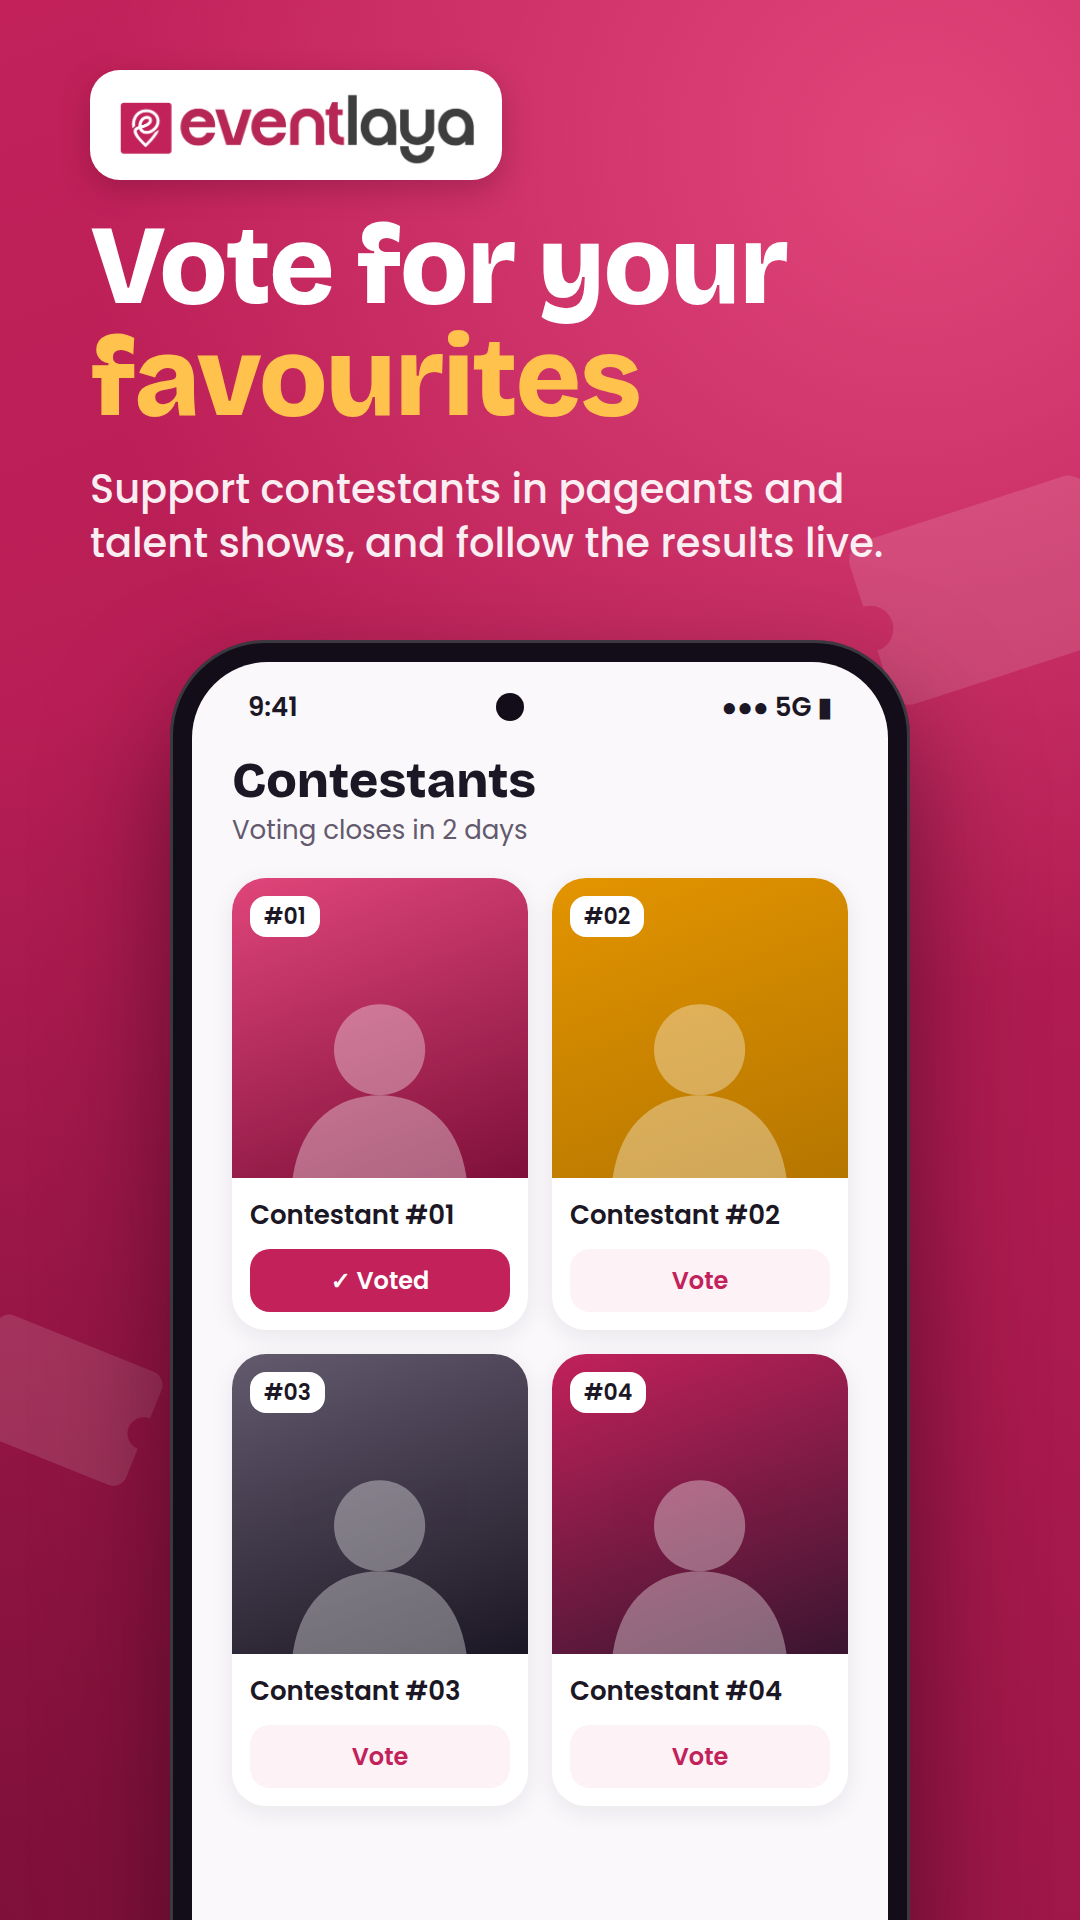 eventlaya
Vote for your
favourites
Support contestants in pageants and
talent shows, and follow the results live.
9:41
●●● 5G ▮
Contestants
Voting closes in 2 days
#01
#02
Contestant #01
Contestant #02
✓ Voted
Vote
#03
#04
Contestant #03
Contestant #04
Vote
Vote